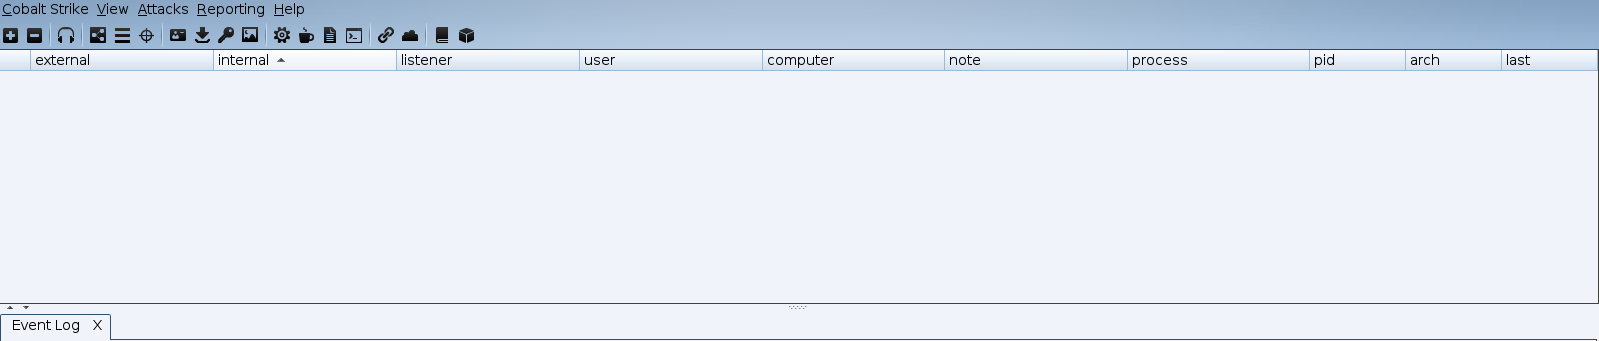 Cobalt Strike View Attacks Reporting Help
external internal listener user computer note process pid arch last
Event Log X